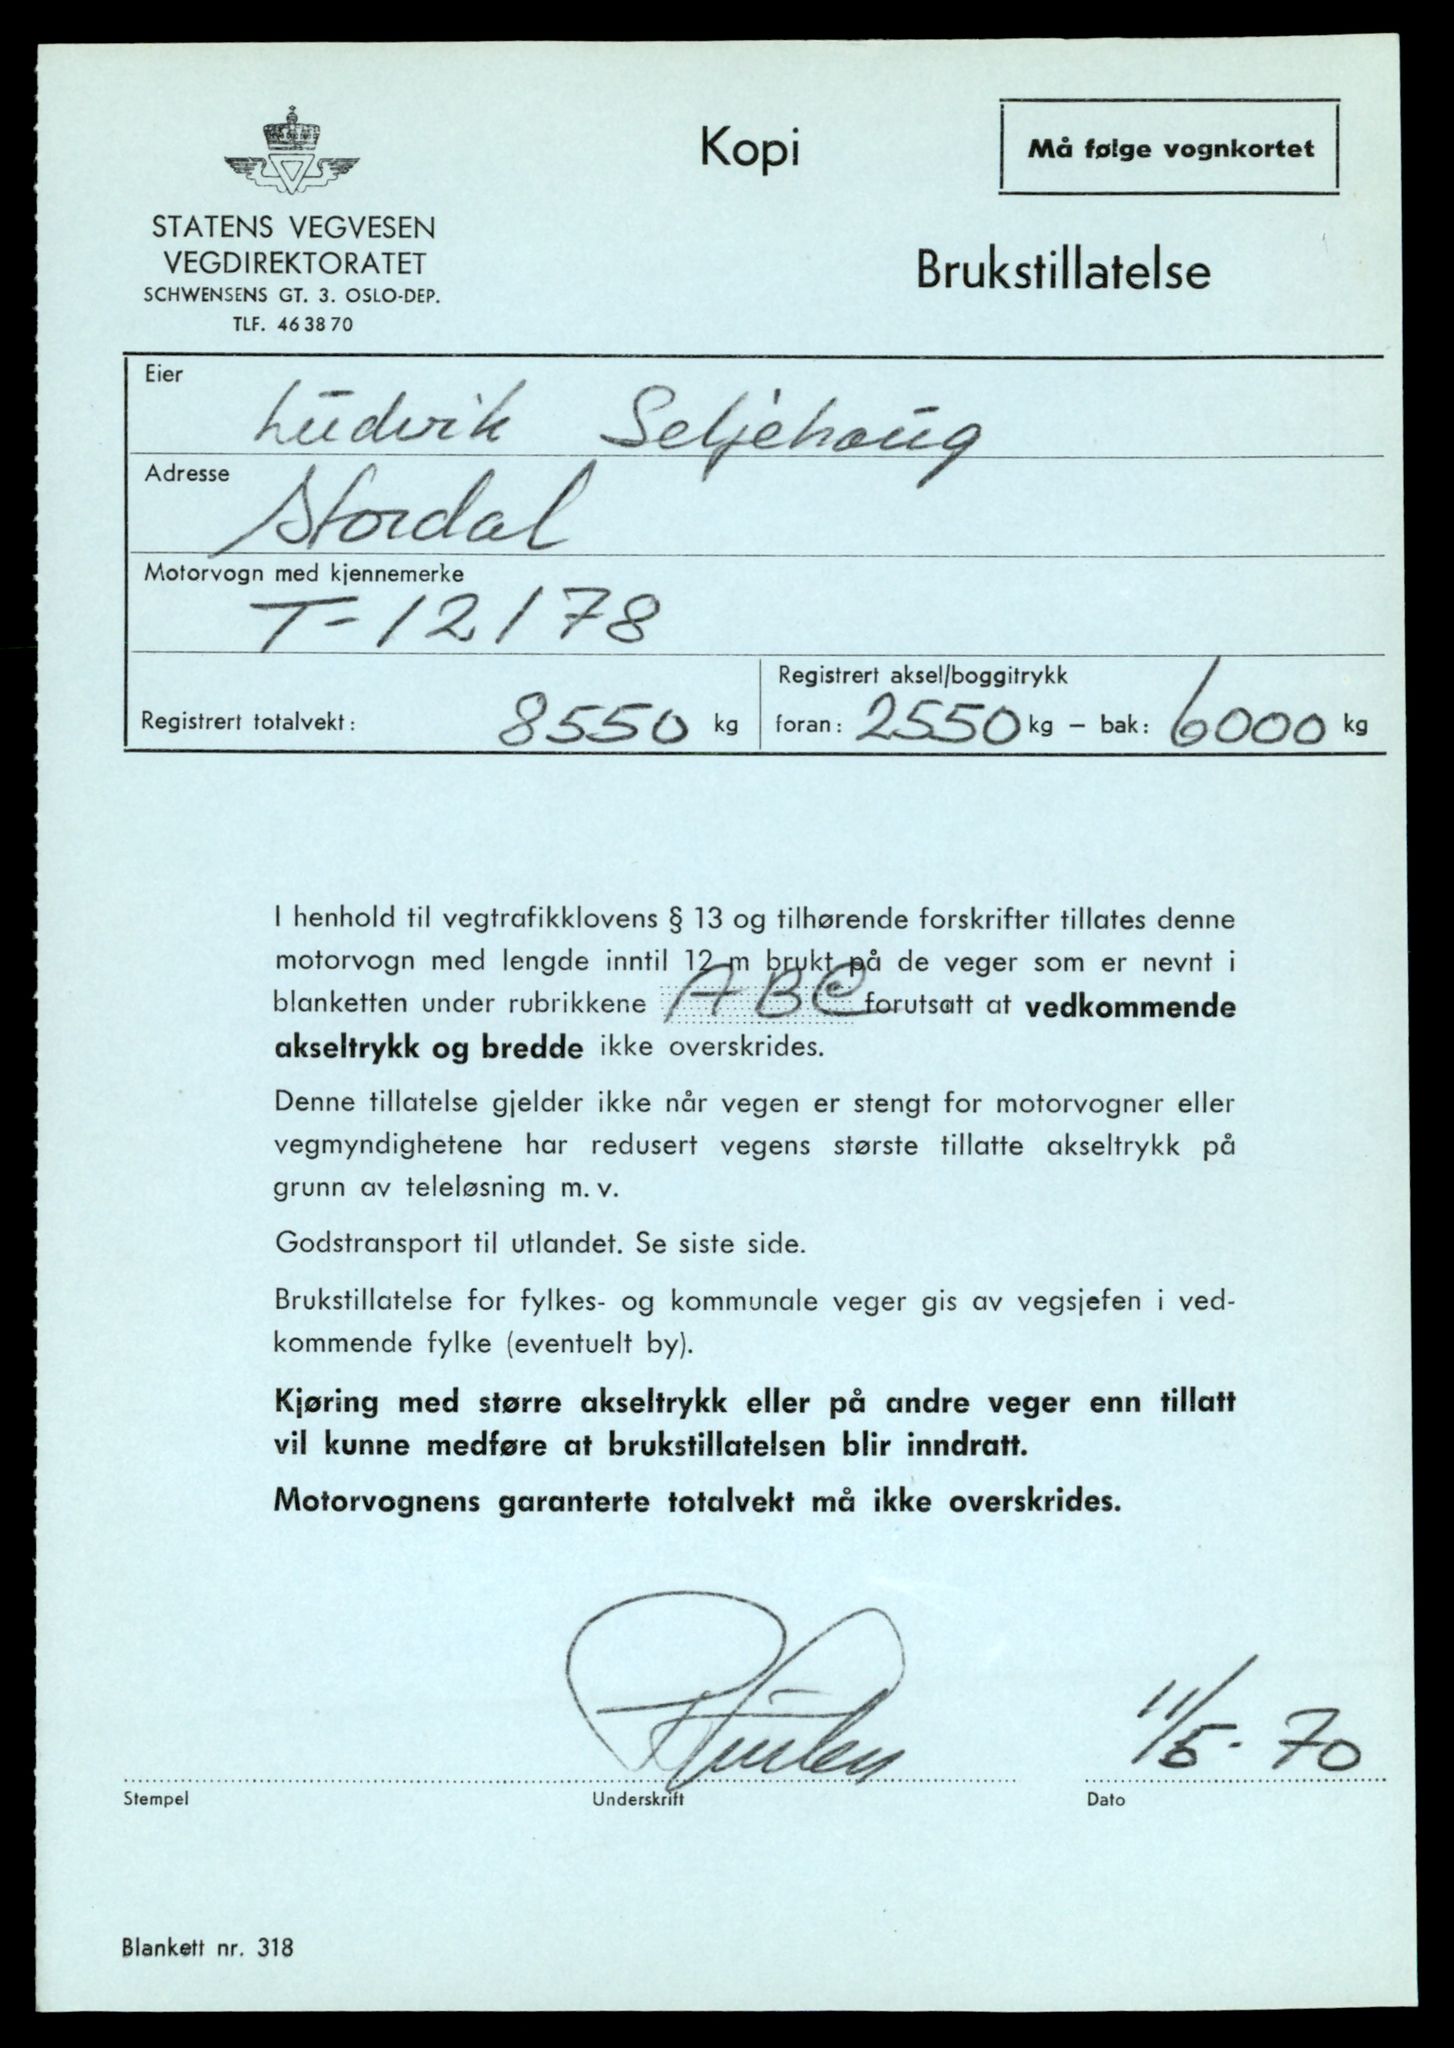 Kopi
Må følge vognkortet
STATENS VEGVESEN
VEGDIREKTORATET
SCHWENSENS GT. 3. OSLO-DEP.
TLF. 46 38 70
Brukstillatelse
Eier
Ludvik Seljehaug
Adresse
Stordal
Motorvogn med kjennemerke
T-12178
Registrert totalvekt: 8550 kg
Registrert aksel/boggitrykk
foran: 2550 kg – bak: 6000 kg
I henhold til vegtrafikklovens § 13 og tilhørende forskrifter tillates denne
motorvogn med lengde inntil 12 m brukt på de veger som er nevnt i
blanketten under rubrikkene ABC forutsatt at vedkommende
akseltrykk og bredde ikke overskrides.
Denne tillatelse gjelder ikke når vegen er stengt for motorvogner eller
vegmyndighetene har redusert vegens største tillatte akseltrykk på
grunn av teleløsning m. v.
Godstransport til utlandet. Se siste side.
Brukstillatelse for fylkes- og kommunale veger gis av vegsjefen i ved-
kommende fylke (eventuelt by).
Kjøring med større akseltrykk eller på andre veger enn tillatt
vil kunne medføre at brukstillatelsen blir inndratt.
Motorvognens garanterte totalvekt må ikke overskrides.
11/5-70
Stempel
Underskrift
Dato
Blankett nr. 318